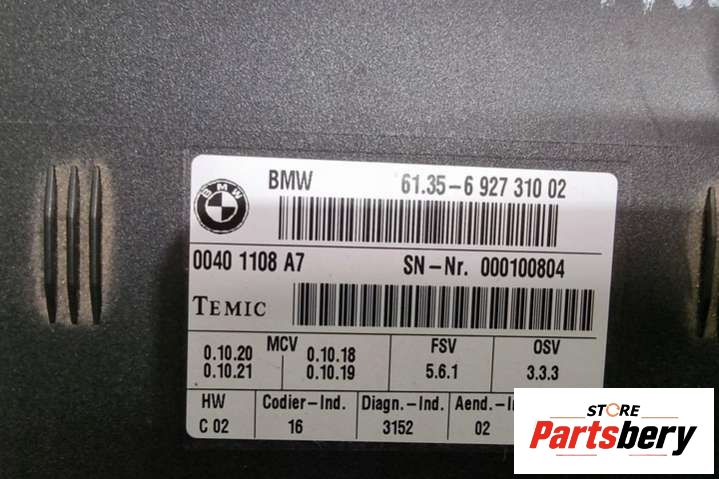 BMW 61.35-6 927 310 02
BMW
0040 1108 A7 SN-Nr. 000100804
TEMIC
MCV FSV OSV
0.10.20 0.10.18 5.6.1 3.3.3
0.10.21 0.10.19
HW Codier-Ind. Diagn.-Ind. Aend.-
C 02 16 3152 02
STORE
Partsbery